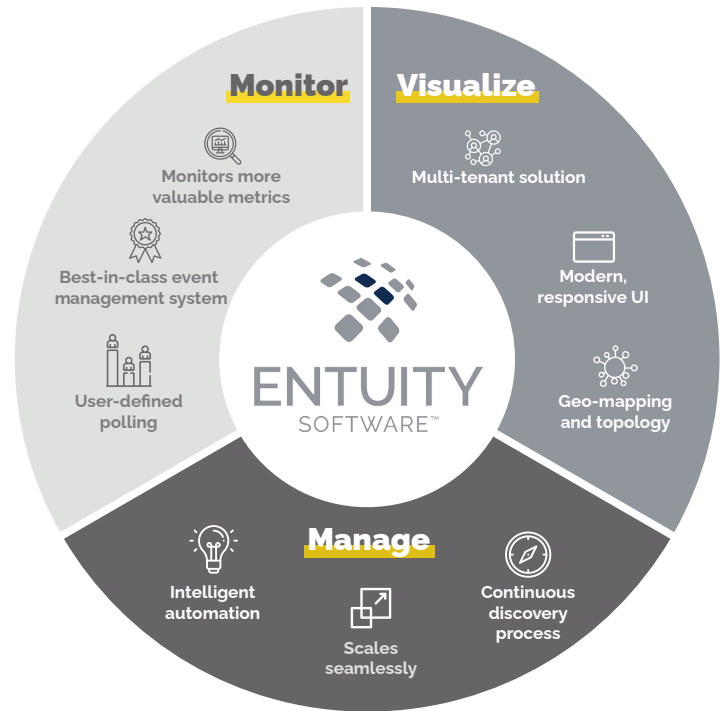 Monitor
Monitors more
valuable metrics
Best-in-class event
management system
User-defined
polling
Visualize
Multi-tenant solution
Modern,
responsive UI
Geo-mapping
and topology
ENTUITY
SOFTWARE™
Manage
Intelligent
automation
Scales
seamlessly
Continuous
discovery
process